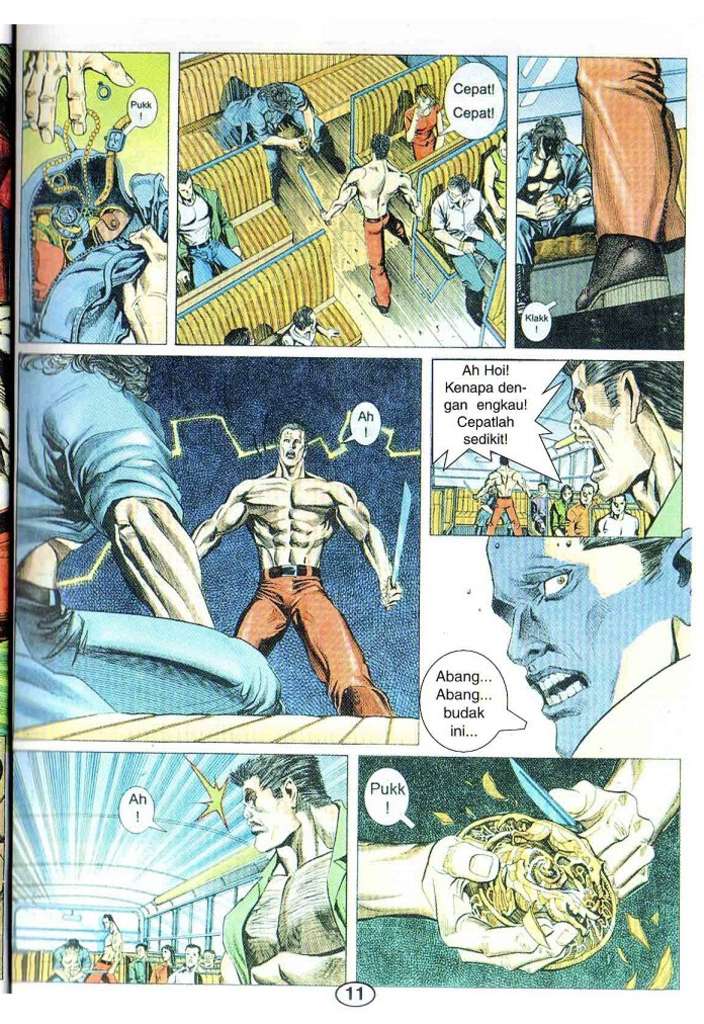 Pukk
!
Cepat!
Cepat!
Klakk
!
Ah
!
Ah Hoi!
Kenapa den-
gan engkau!
Cepatlah
sedikit!
Abang...
Abang...
budak
ini...
Ah
!
Pukk
!
11